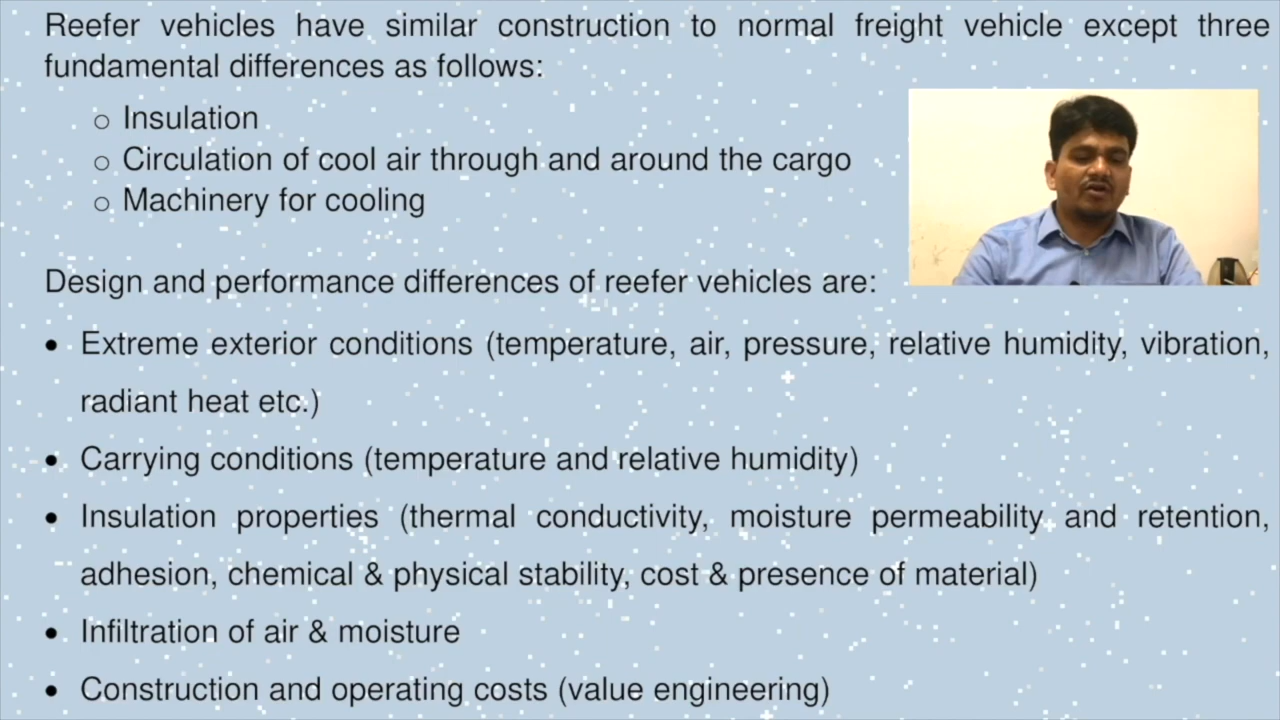 Reefer vehicles have similar construction to normal freight vehicle except three
fundamental differences as follows:
○ Insulation
○ Circulation of cool air through and around the cargo
○ Machinery for cooling
Design and performance differences of reefer vehicles are:
• Extreme exterior conditions (temperature, air, pressure, relative humidity, vibration,
radiant heat etc.)
• Carrying conditions (temperature and relative humidity)
• Insulation properties (thermal conductivity, moisture permeability and retention,
adhesion, chemical & physical stability, cost & presence of material)
• Infiltration of air & moisture
• Construction and operating costs (value engineering)